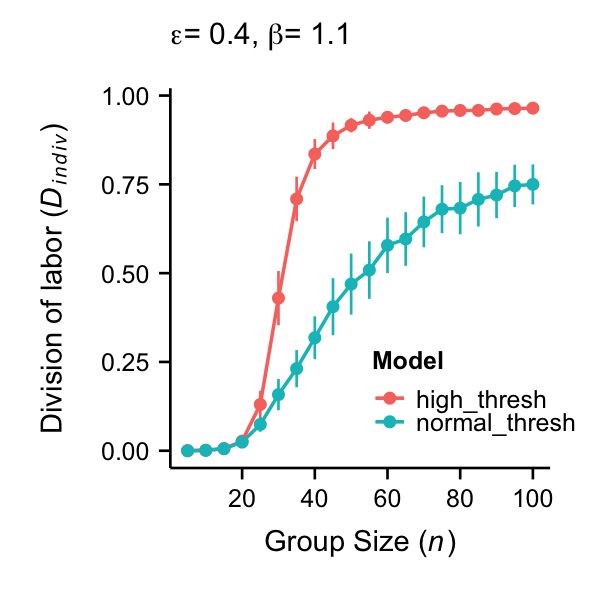 ε= 0.4, β= 1.1
1.00
0.75
0.50
0.25
0.00
Division of labor (D_indiv)
Model
high_thresh
normal_thresh
20 40 60 80 100
Group Size (n)